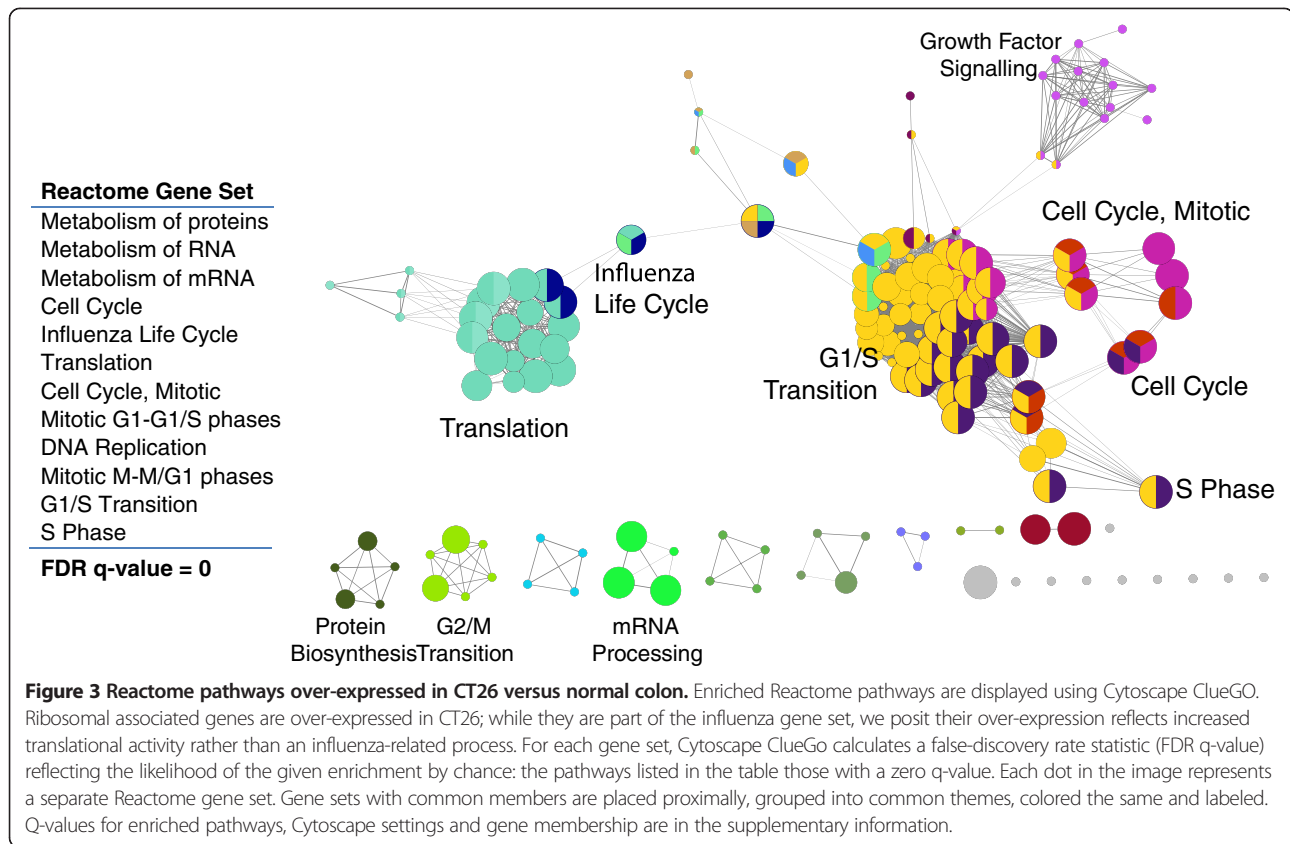 Growth Factor
Signalling
Reactome Gene Set
Metabolism of proteins
Metabolism of RNA
Metabolism of mRNA
Cell Cycle
Influenza Life Cycle
Translation
Cell Cycle, Mitotic
Mitotic G1-G1/S phases
DNA Replication
Mitotic M-M/G1 phases
G1/S Transition
S Phase
FDR q-value = 0
Cell Cycle, Mitotic
Influenza
Life Cycle
G1/S
Transition
Cell Cycle
Translation
S Phase
Protein
Biosynthesis
G2/M
Transition
mRNA
Processing
Figure 3 Reactome pathways over-expressed in CT26 versus normal colon. Enriched Reactome pathways are displayed using Cytoscape ClueGO.
Ribosomal associated genes are over-expressed in CT26; while they are part of the influenza gene set, we posit their over-expression reflects increased
translational activity rather than an influenza-related process. For each gene set, Cytoscape ClueGo calculates a false-discovery rate statistic (FDR q-value)
reflecting the likelihood of the given enrichment by chance: the pathways listed in the table those with a zero q-value. Each dot in the image represents
a separate Reactome gene set. Gene sets with common members are placed proximally, grouped into common themes, colored the same and labeled.
Q-values for enriched pathways, Cytoscape settings and gene membership are in the supplementary information.